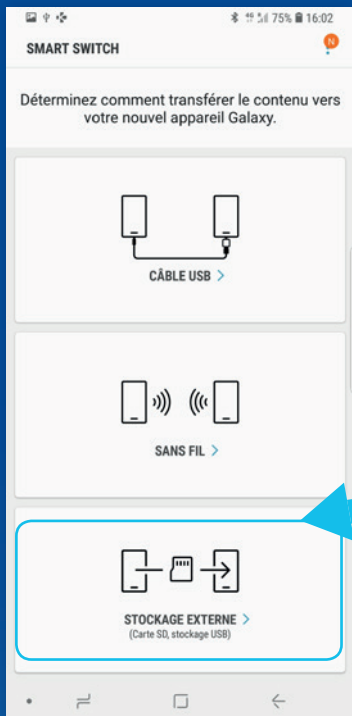 75% 16:02
SMART SWITCH
N
Déterminez comment transférer le contenu vers
votre nouvel appareil Galaxy.
CÂBLE USB >
SANS FIL >
STOCKAGE EXTERNE >
(Carte SD, stockage USB)